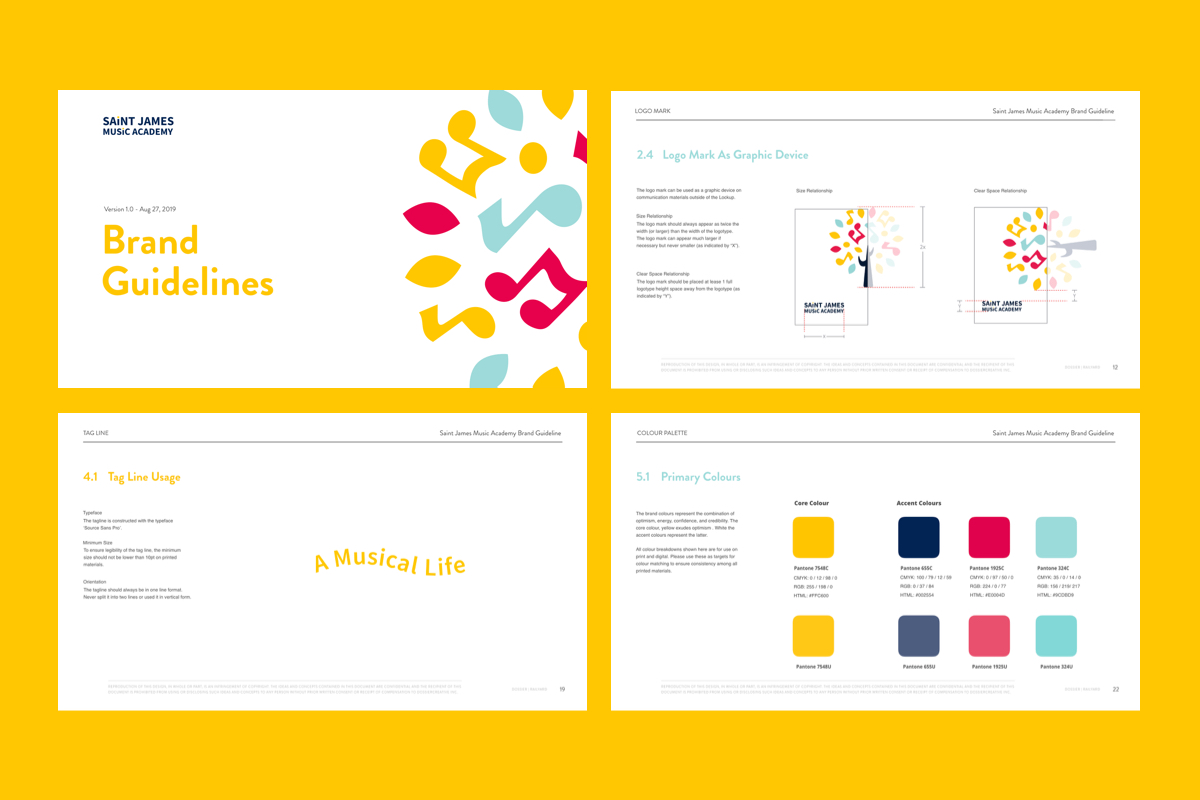 SAiNT JAMES
MUSiC ACADEMY
Version 1.0 - Aug 27, 2019
Brand
Guidelines
LOGO MARK
Saint James Music Academy Brand Guideline
2.4 Logo Mark As Graphic Device
The logo mark can be used as a graphic device on
communication materials outside of the Lockup.
Size Relationship
The logo mark should always appear as twice the
width (or larger) than the width of the logotype.
The logo mark can appear much larger if
necessary but never smaller (as indicated by "X").
Clear Space Relationship
The logo mark should be placed at lease 1 full
logotype height space away from the logotype (as
indicated by "Y").
Size Relationship
2x
SAiNT JAMES
MUSiC ACADEMY
Clear Space Relationship
SAiNT JAMES
MUSiC ACADEMY
12
TAG LINE
Saint James Music Academy Brand Guideline
4.1 Tag Line Usage
Typeface
The tagline is constructed with the typeface
'Source Sans Pro'.
Minimum Size
To ensure legibility of the tag line, the minimum
size should not be lower than 10pt on printed
materials.
Orientation
The tagline should always be in one line format.
Never split it into two lines or used it in vertical form.
A Musical Life
19
COLOUR PALETTE
Saint James Music Academy Brand Guideline
5.1 Primary Colours
The brand colours represent the combination of
optimism, energy, confidence, and credibility. The
core colour, yellow exudes optimism . While the
accent colours represent the latter.
All colour breakdowns shown here are for use on
print and digital. Please use these as targets for
colour matching to ensure consistency among all
printed materials.
Core Colour
Accent Colours
Pantone 7548C
CMYK: 0 / 12 / 98 / 0
RGB: 255 / 198 / 0
HTML: #FFC600
Pantone 655C
CMYK: 100 / 79 / 12 / 59
RGB: 0 / 37 / 84
HTML: #002554
Pantone 1925C
CMYK: 0 / 97 / 50 / 0
RGB: 224 / 0 / 77
HTML: #E0004D
Pantone 324C
CMYK: 35 / 0 / 14 / 0
RGB: 156 / 219/ 217
HTML: #9CDBD9
Pantone 7548U
Pantone 655U
Pantone 1925U
Pantone 324U
22